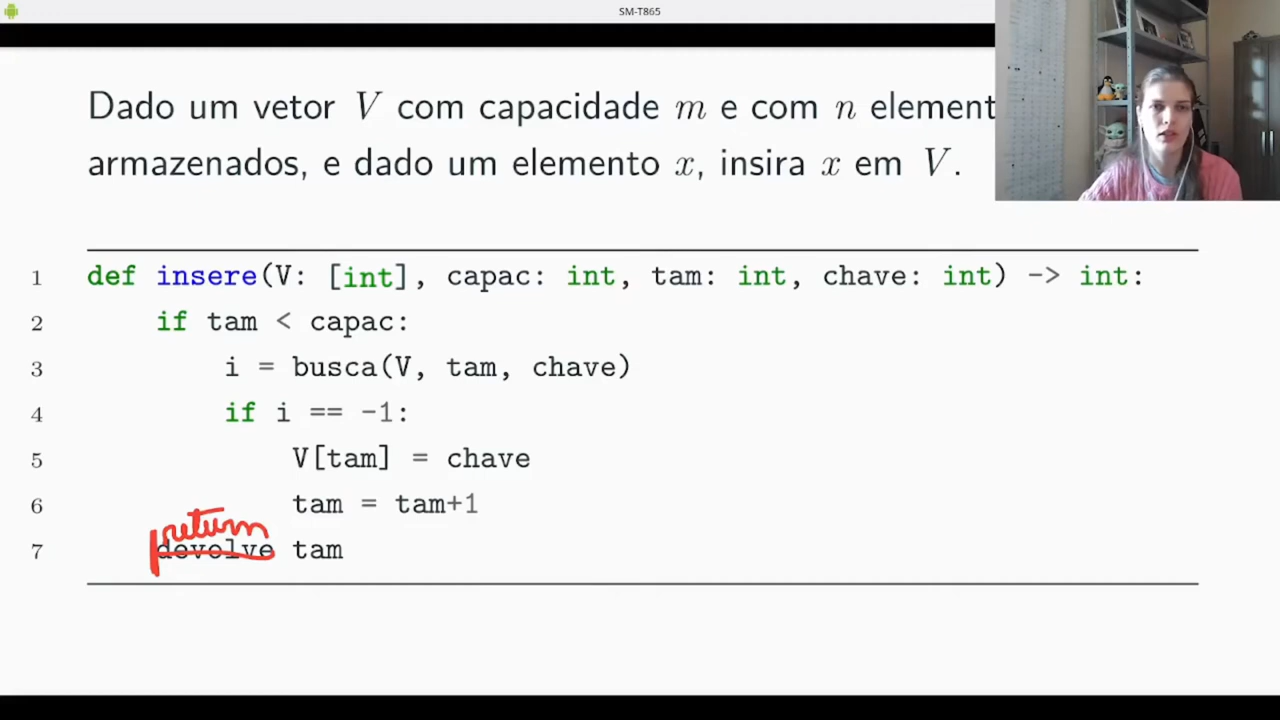 SM-T865
Dado um vetor V com capacidade m e com n element
armazenados, e dado um elemento x, insira x em V.
1 def insere(V: [int], capac: int, tam: int, chave: int) -> int:
2 if tam < capac:
3 i = busca(V, tam, chave)
4 if i == -1:
5 V[tam] = chave
6 tam = tam+1
return
7 devolve tam